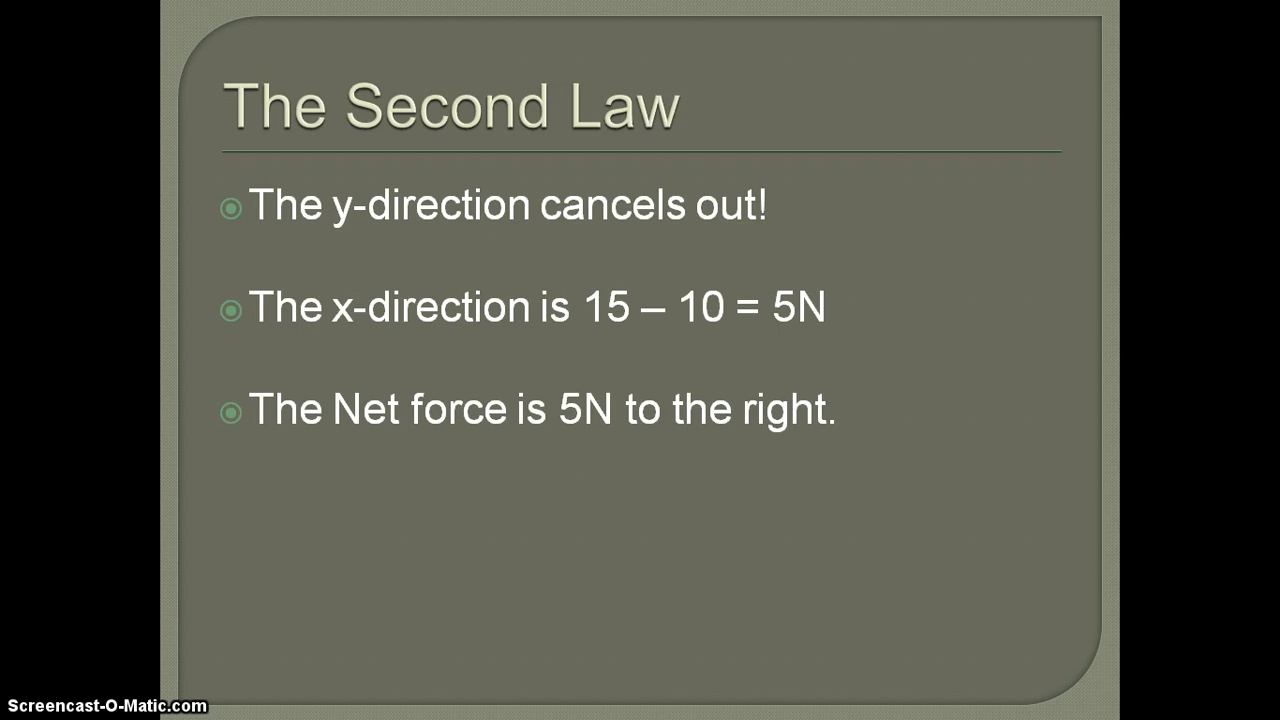 The Second Law
The y-direction cancels out!
The x-direction is 15 – 10 = 5N
The Net force is 5N to the right.
Screencast-O-Matic.com